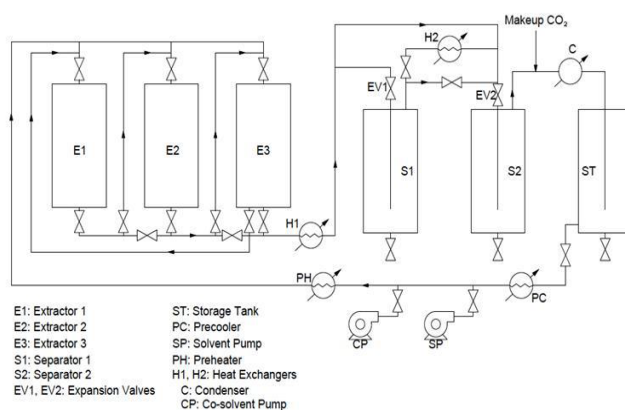 Makeup CO₂
H2
C
EV1
EV2
E1
E2
E3
S1
S2
ST
H1
PH
PC
CP
SP
E1: Extractor 1
E2: Extractor 2
E3: Extractor 3
S1: Separator 1
S2: Separator 2
EV1, EV2: Expansion Valves
ST: Storage Tank
PC: Precooler
SP: Solvent Pump
PH: Preheater
H1, H2: Heat Exchangers
C: Condenser
CP: Co-solvent Pump